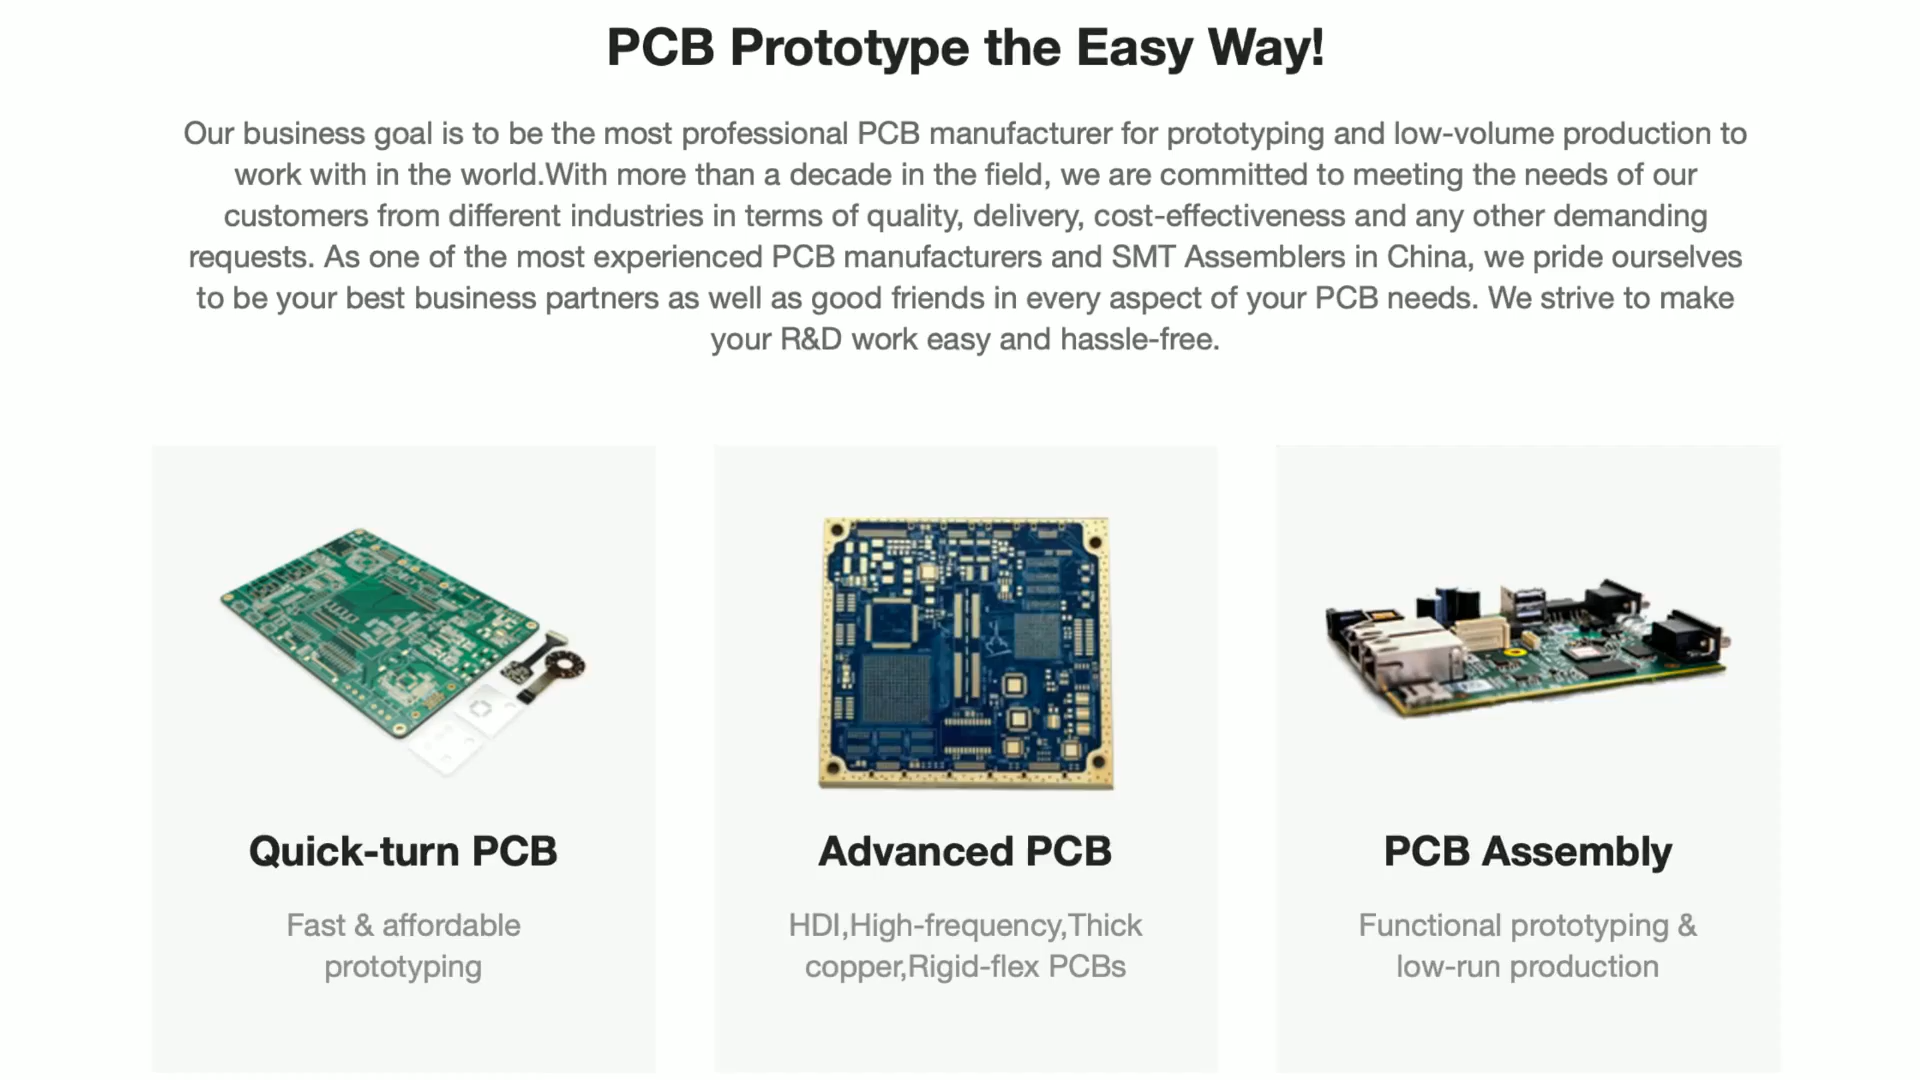 PCB Prototype the Easy Way!
Our business goal is to be the most professional PCB manufacturer for prototyping and low-volume production to
work with in the world.With more than a decade in the field, we are committed to meeting the needs of our
customers from different industries in terms of quality, delivery, cost-effectiveness and any other demanding
requests. As one of the most experienced PCB manufacturers and SMT Assemblers in China, we pride ourselves
to be your best business partners as well as good friends in every aspect of your PCB needs. We strive to make
your R&D work easy and hassle-free.
Quick-turn PCB
Fast & affordable
prototyping
Advanced PCB
HDI,High-frequency,Thick
copper,Rigid-flex PCBs
PCB Assembly
Functional prototyping &
low-run production